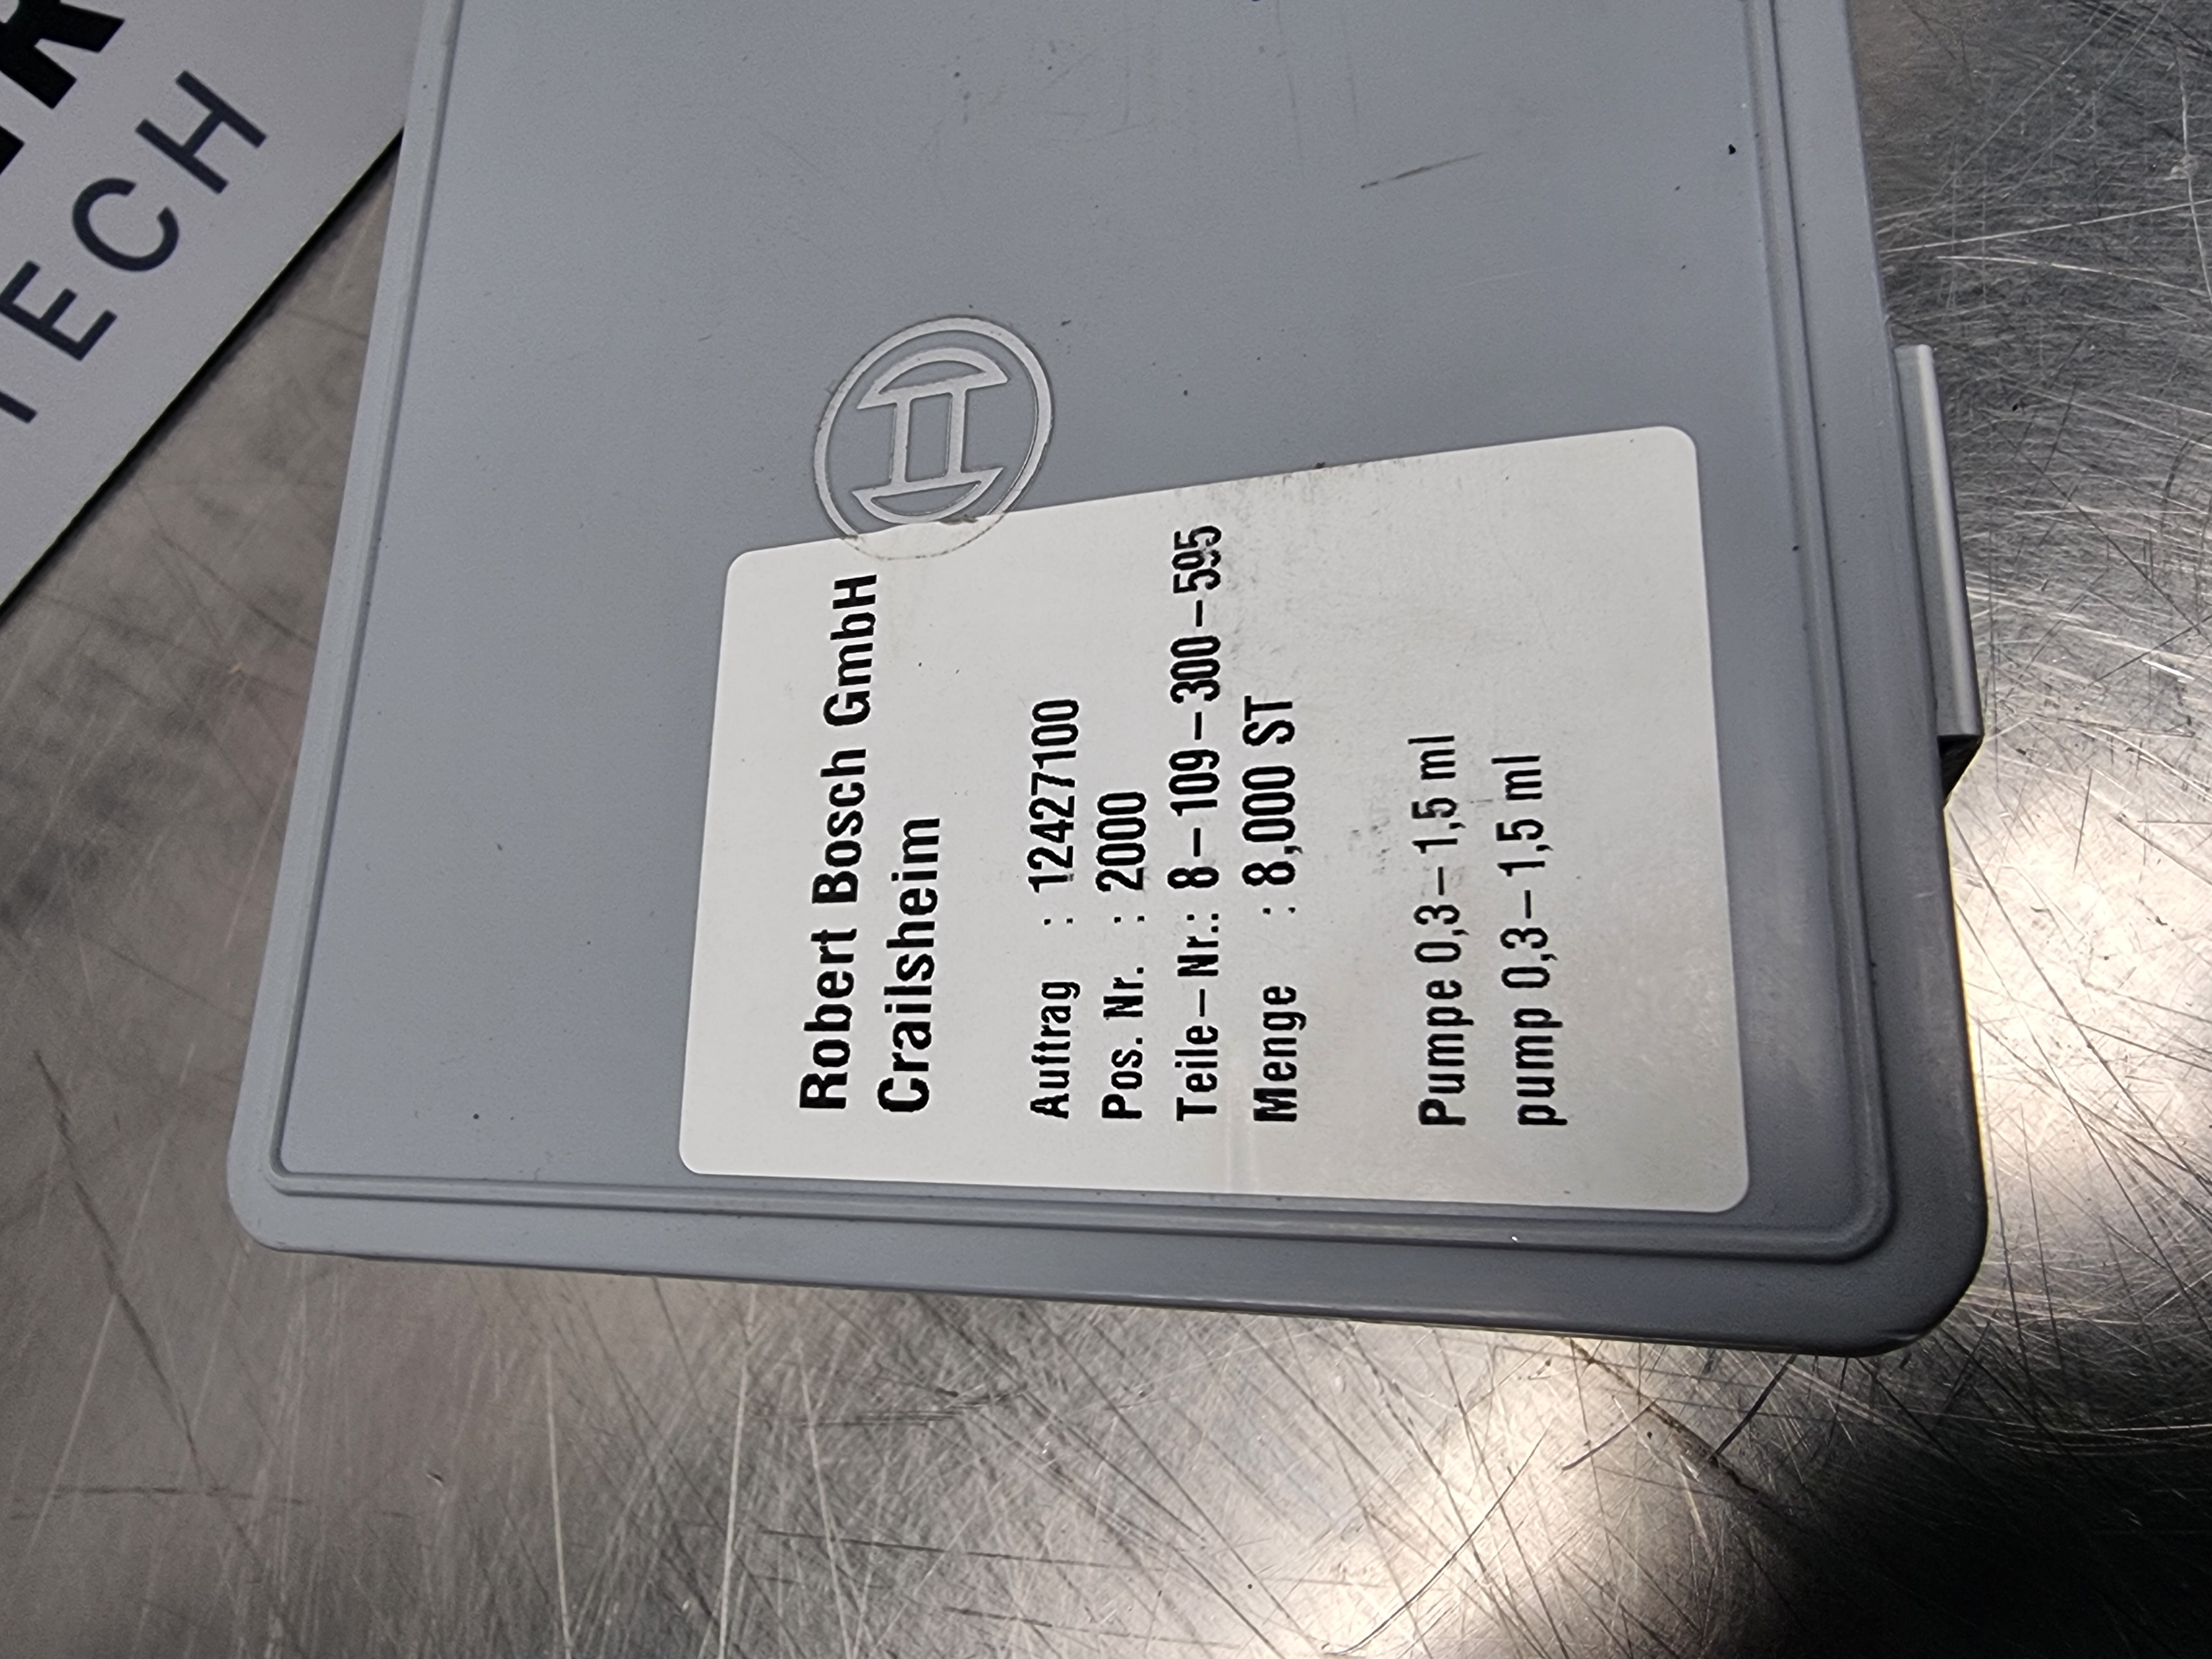 TECH
Robert Bosch GmbH
Crailsheim
Auftrag : 12427100
Pos. Nr. : 2000
Teile-Nr.: 8-109-300-595
Menge : 8,000 ST
Pumpe 0,3-1,5 ml
pump 0,3-1,5 ml